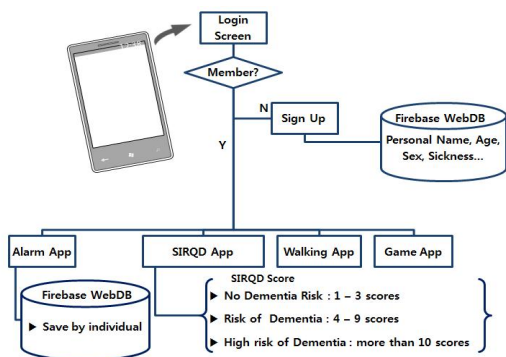 Login
Screen
Member?
N
Sign Up
Firebase WebDB
Personal Name, Age,
Sex, Sickness...
Y
Alarm App
SIRQD App
Walking App
Game App
Firebase WebDB
▶ Save by individual
SIRQD Score
▶ No Dementia Risk : 1 – 3 scores
▶ Risk of Dementia : 4 – 9 scores
▶ High risk of Dementia : more than 10 scores